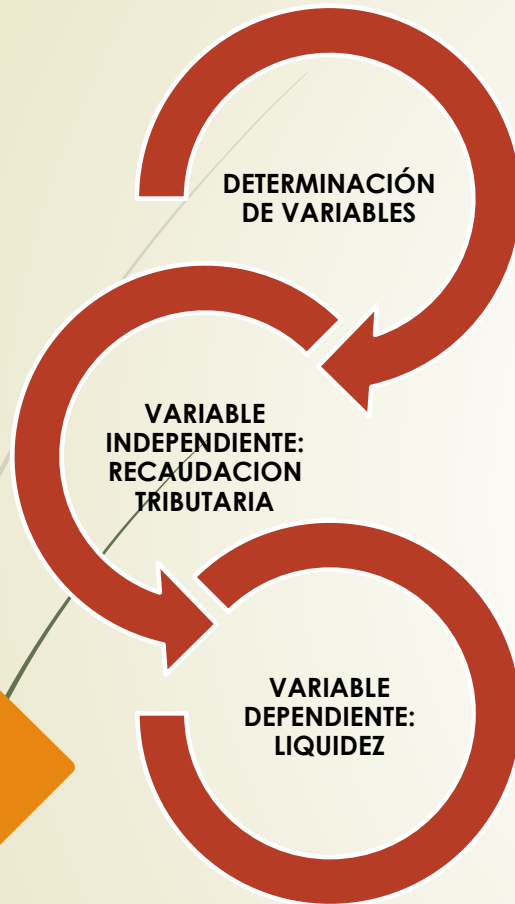 DETERMINACIÓN
DE VARIABLES
VARIABLE
INDEPENDIENTE:
RECAUDACION
TRIBUTARIA
VARIABLE
DEPENDIENTE:
LIQUIDEZ